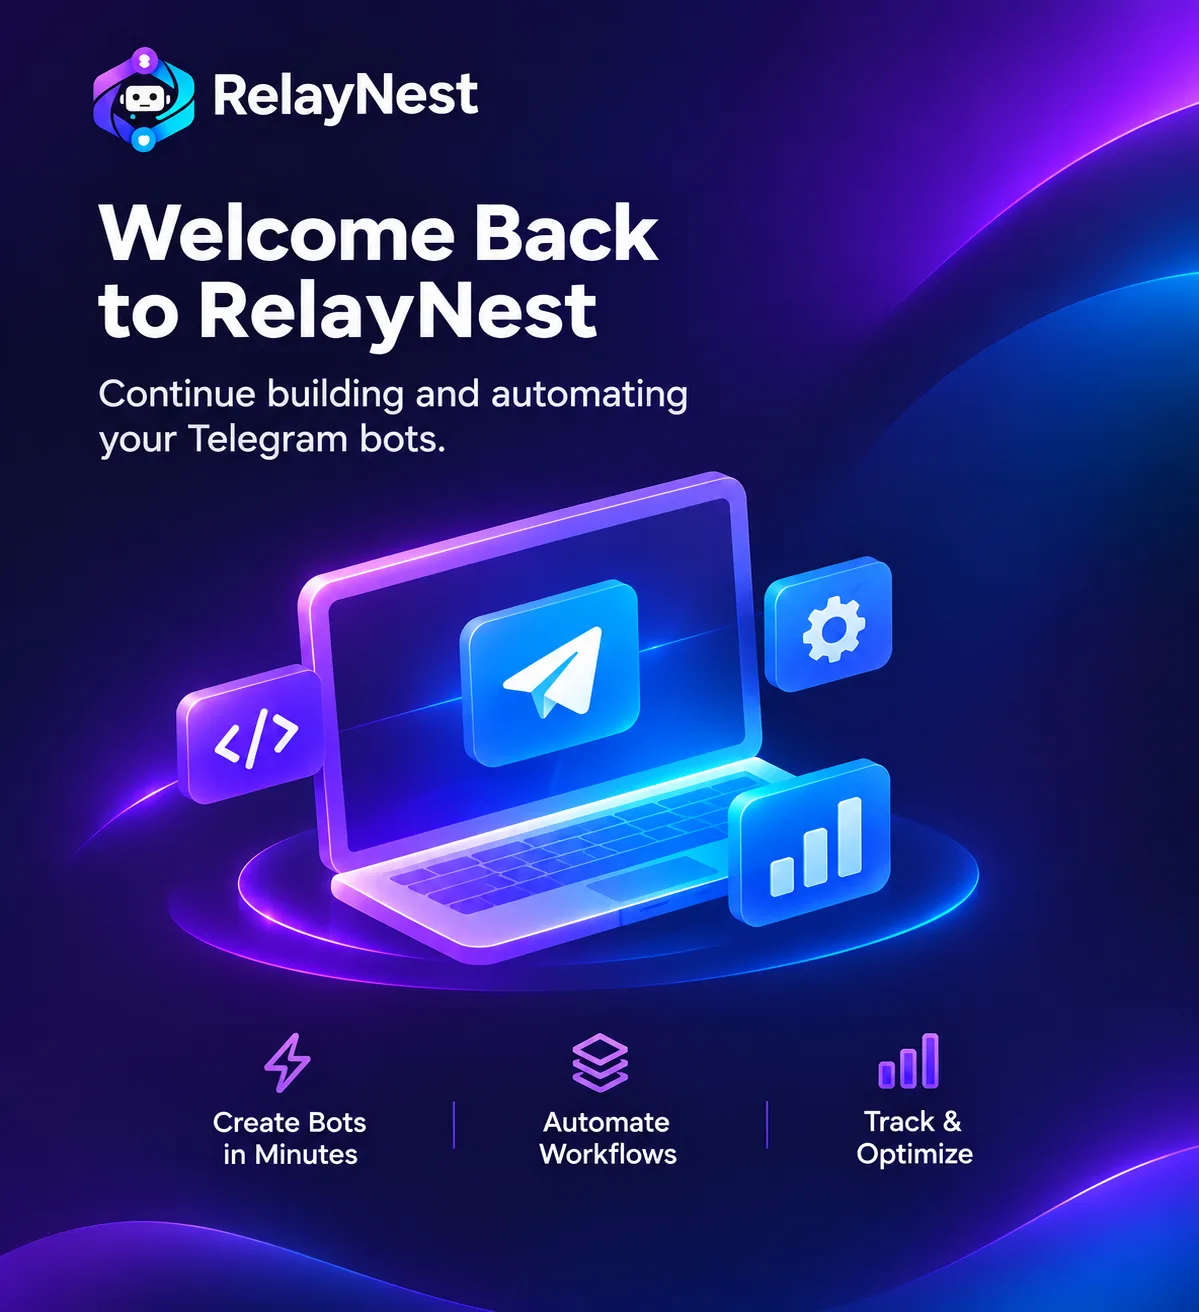 RelayNest
Welcome Back
to RelayNest
Continue building and automating
your Telegram bots.
</>
Create Bots
in Minutes
Automate
Workflows
Track &
Optimize